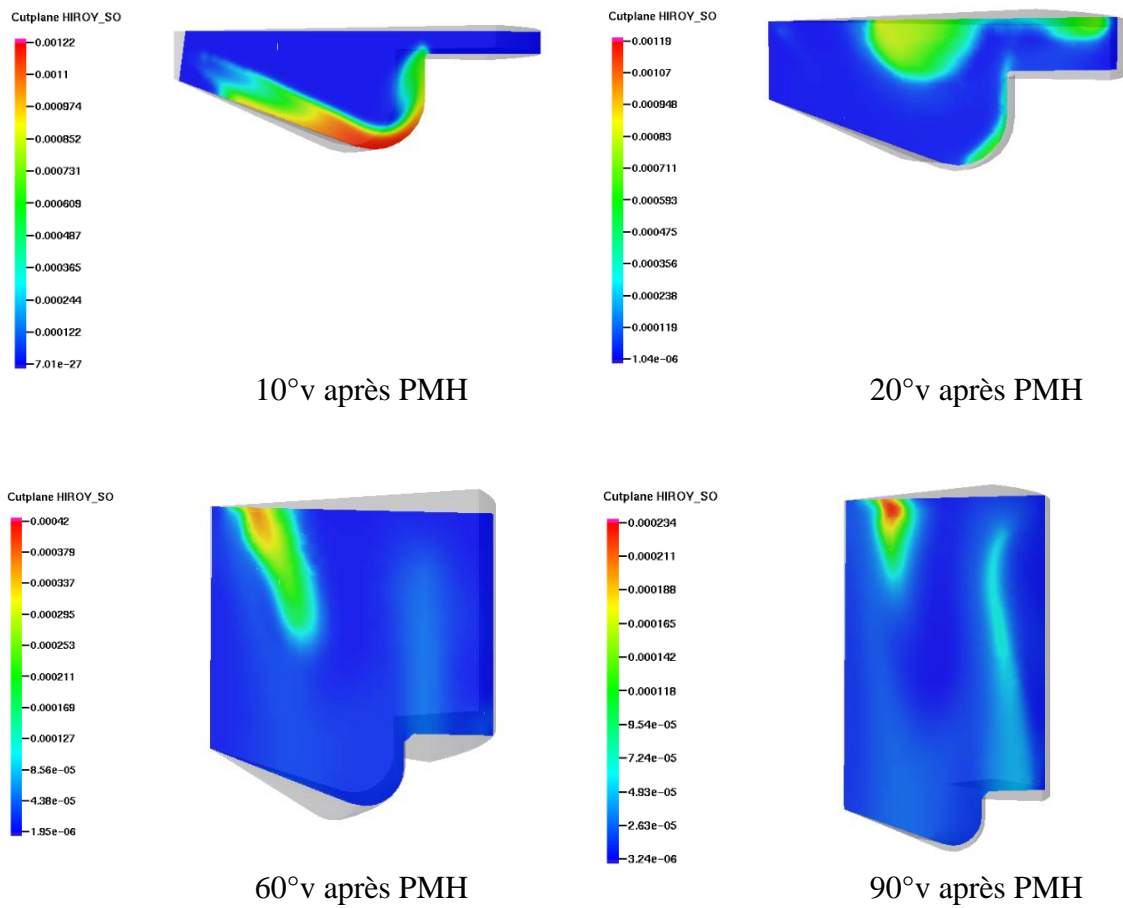 Cutplane HIROY_SO
0.00122
0.0011
0.000974
0.000852
0.000731
0.000609
0.000487
0.000365
0.000244
0.000122
7.01e-27
10°v après PMH
Cutplane HIROY_SO
0.00119
0.00107
0.000948
0.00083
0.000711
0.000593
0.000475
0.000356
0.000238
0.000119
1.04e-06
20°v après PMH
Cutplane HIROY_SO
0.00042
0.000379
0.000337
0.000295
0.000253
0.000211
0.000169
0.000127
8.56e-05
4.38e-05
1.95e-06
60°v après PMH
Cutplane HIROY_SO
0.000234
0.000211
0.000188
0.000165
0.000142
0.000118
9.54e-05
7.24e-05
4.93e-05
2.63e-05
3.24e-06
90°v après PMH